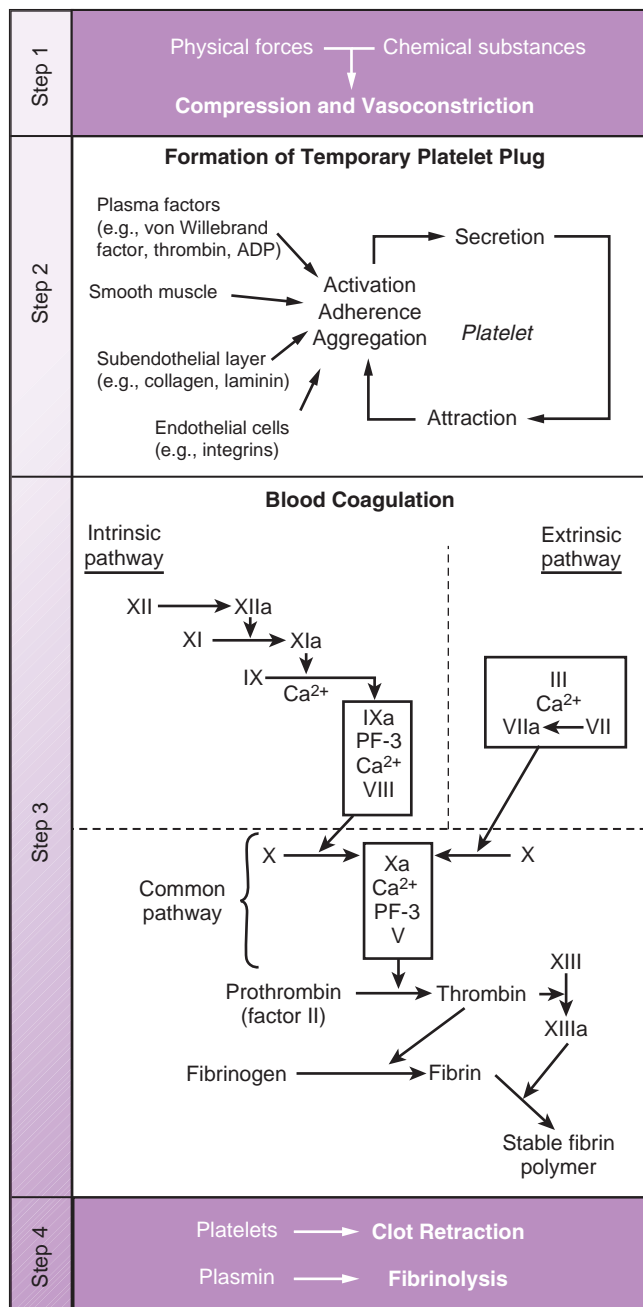 Step 1
Physical forces
Chemical substances
Compression and Vasoconstriction
Step 2
Formation of Temporary Platelet Plug
Plasma factors
(e.g., von Willebrand
factor, thrombin, ADP)
Smooth muscle
Subendothelial layer
(e.g., collagen, laminin)
Endothelial cells
(e.g., integrins)
Activation
Adherence
Aggregation
Secretion
Platelet
Attraction
Step 3
Blood Coagulation
Intrinsic
pathway
Extrinsic
pathway
XII XIIa
XI XIa
IX
Ca²⁺
IXa
PF-3
Ca²⁺
VIII
III
Ca²⁺
VIIa VII
Common
pathway
X
Xa
Ca²⁺
PF-3
V
X
Prothrombin
(factor II)
Thrombin
XIII
XIIIa
Fibrinogen
Fibrin
Stable fibrin
polymer
Step 4
Platelets Clot Retraction
Plasmin Fibrinolysis